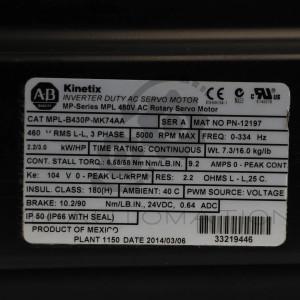 AB
Allen-Bradley
Kinetix
INVERTER DUTY AC SERVO MOTOR
MP-Series MPL 480V AC Rotary Servo Motor
CAT MPL-B430P-MK74AA SER A MAT NO PN-12197
460 V RMS L-L, 3 PHASE 5000 RPM MAX FREQ: 0-334 Hz
2.2/3.0 kW/HP TIME RATING: CONTINUOUS Wt. 7.3/16.0 kg/lb
CONT. STALL TORQUE: 6.56/58 Nm/LB.IN. 9.2 AMPS 0 - PEAK CONT
Ke: 104 V 0 - PEAK L-L/kRPM RES: 2.2 OHMS L - L,25 C.
INSUL. CLASS: 180(H) AMBIENT: 40 C PWM SOURCE VOLTAGE
BRAKE: 10.2/90 Nm/LB.IN., 24VDC, 0.64 ADC
IP 50 (IP66 WITH SEAL)
PRODUCT OF MEXICO
PLANT 1150 DATE 2014/03/06 33219446